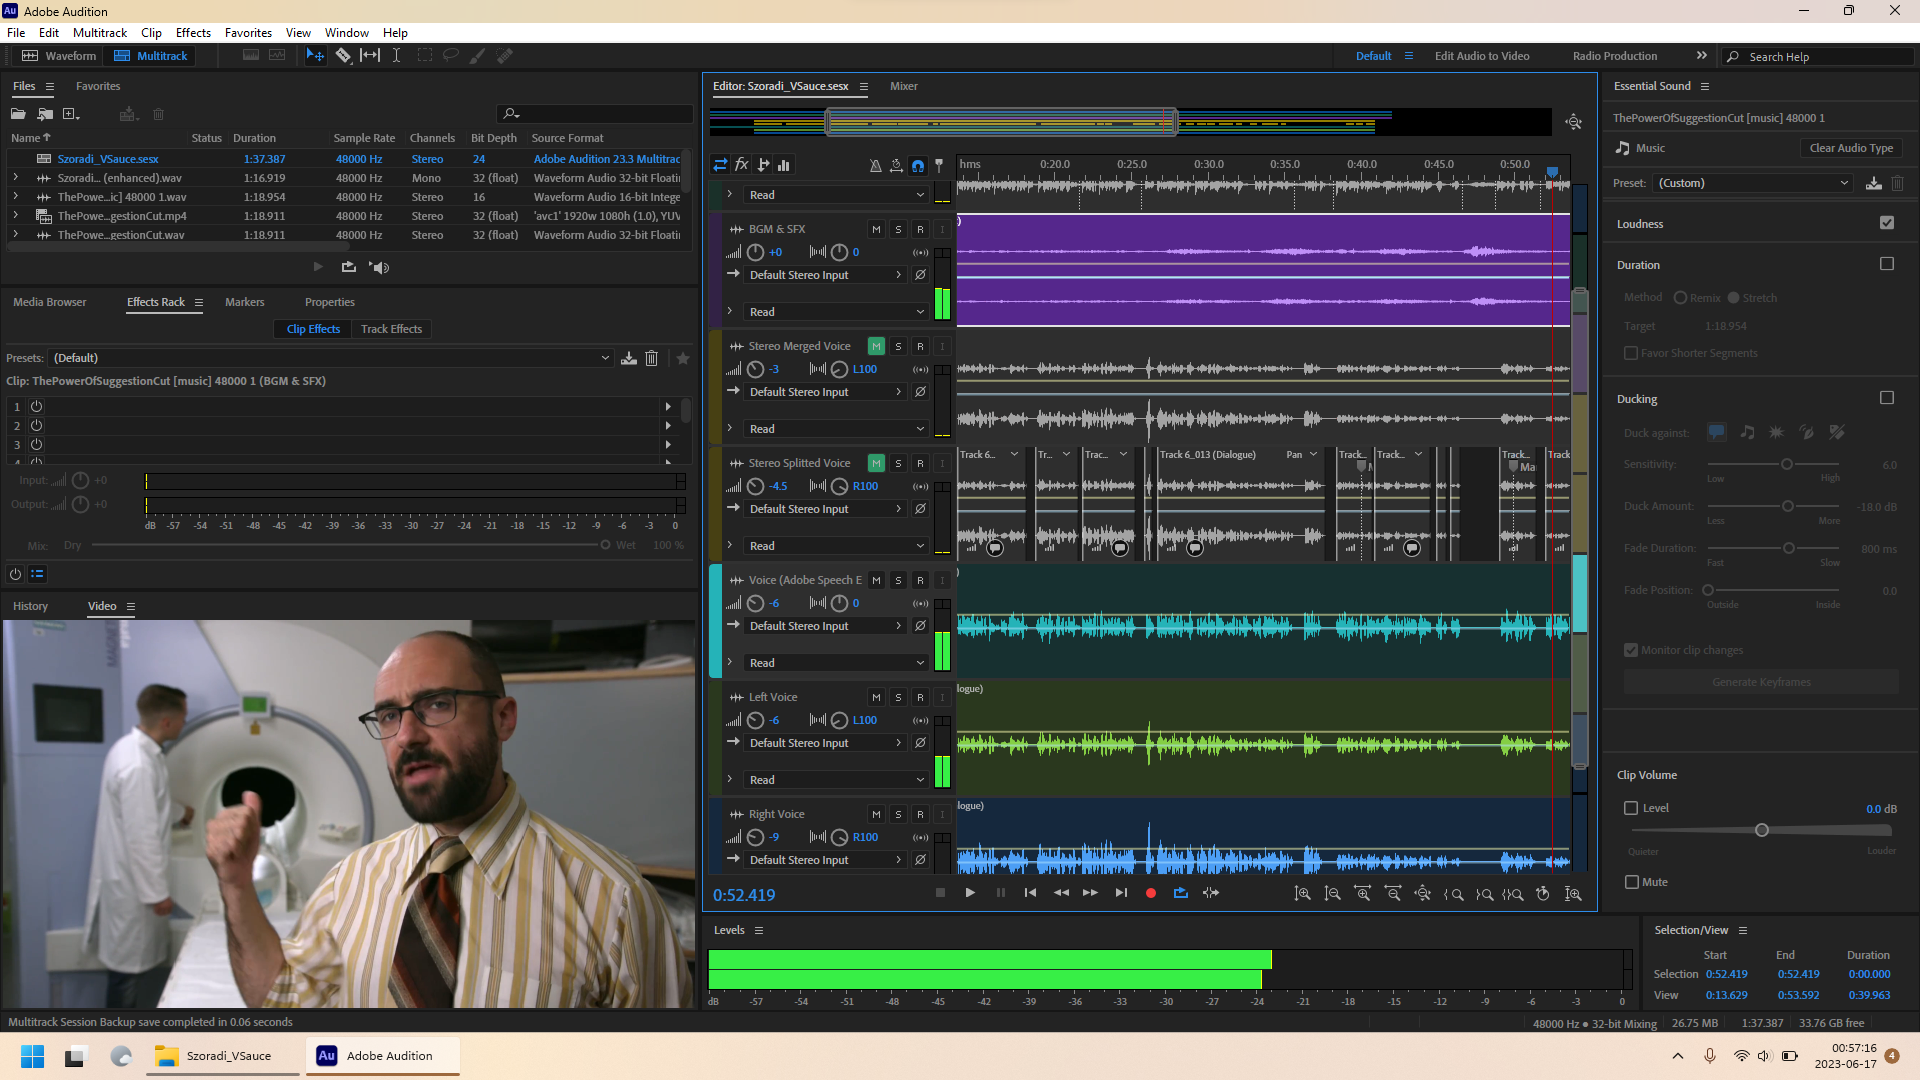 Adobe Audition
File Edit Multitrack Clip Effects Favorites View Window Help
Waveform Multitrack
Default Edit Audio to Video Radio Production Search Help
Files Favorites
Name Status Duration Sample Rate Channels Bit Depth Source Format
Szoradi_VSauce.sesx 1:37.387 48000 Hz Stereo 24 Adobe Audition 23.3 Multitrac
Szoradi... (enhanced).wav 1:16.919 48000 Hz Mono 32 (float) Waveform Audio 32-bit Floatin
ThePowe...ic] 48000 1.wav 1:18.954 48000 Hz Stereo 16 Waveform Audio 16-bit Intege
ThePowe...gestionCut.mp4 1:18.911 48000 Hz Stereo 32 (float) 'avc1' 1920w 1080h (1.0), YUV
ThePowe...gestionCut.wav 1:18.911 48000 Hz Stereo 32 (float) Waveform Audio 32-bit Floatin
Media Browser Effects Rack Markers Properties
Clip Effects Track Effects
Presets: (Default)
Clip: ThePowerOfSuggestionCut [music] 48000 1 (BGM & SFX)
1
2
3
4
Input: +0
Output: +0
dB -57 -54 -51 -48 -45 -42 -39 -36 -33 -30 -27 -24 -21 -18 -15 -12 -9 -6 -3 0
Mix: Dry Wet 100 %
History Video
Editor: Szoradi_VSauce.sesx Mixer
fx hms 0:20.0 0:25.0 0:30.0 0:35.0 0:40.0 0:45.0 0:50.0
Read
BGM & SFX M S R I
+0 0
Default Stereo Input
Read
Stereo Merged Voice M S R I
-3 L100
Default Stereo Input
Read
Stereo Splitted Voice M S R I
-4.5 R100
Default Stereo Input
Read
Track 6... Tr... Trac... Track 6_013 (Dialogue) Pan Track... Track... Track... Track
M Mar
Voice (Adobe Speech E M S R I
-6 0
Default Stereo Input
Read
Left Voice M S R I
-6 L100
Default Stereo Input
Read
logue)
Right Voice M S R I
-9 R100
Default Stereo Input
logue)
0:52.419
Levels
dB -57 -54 -51 -48 -45 -42 -39 -36 -33 -30 -27 -24 -21 -18 -15 -12 -9 -6 -3 0
Essential Sound
ThePowerOfSuggestionCut [music] 48000 1
Music Clear Audio Type
Preset: (Custom)
Loudness
Duration
Method Remix Stretch
Target 1:18.954
Favor Shorter Segments
Ducking
Duck against:
Sensitivity: 6.0
Low High
Duck Amount: -18.0 dB
Less More
Fade Duration: 800 ms
Fast Slow
Fade Position: 0.0
Outside Inside
Monitor clip changes
Generate Keyframes
Clip Volume
Level 0.0 dB
Quieter Louder
Mute
Selection/View
Start End Duration
Selection 0:52.419 0:52.419 0:00.000
View 0:13.629 0:53.592 0:39.963
Multitrack Session Backup save completed in 0.06 seconds
48000 Hz ● 32-bit Mixing 26.75 MB 1:37.387 33.76 GB free
Szoradi_VSauce Au Adobe Audition
00:57:16
2023-06-17
4